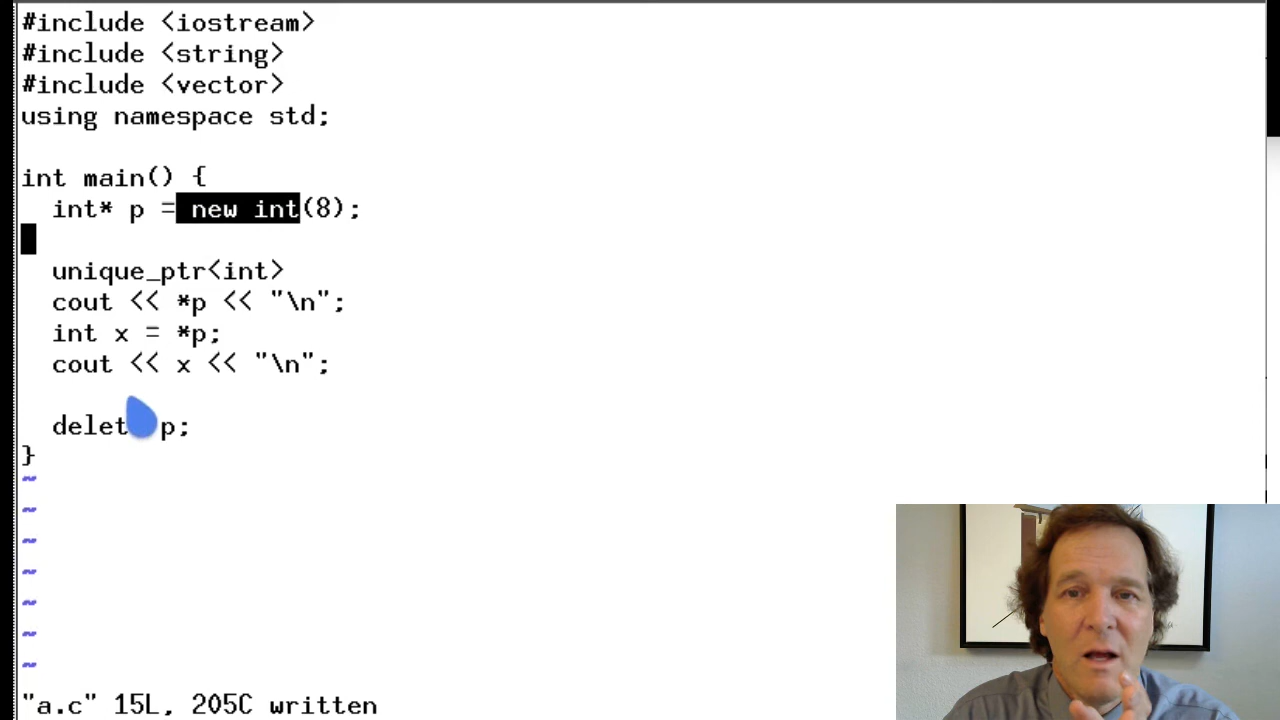 #include <iostream>
#include <string>
#include <vector>
using namespace std;
int main() {
  int* p = new int(8);
  unique_ptr<int>
  cout << *p << "\n";
  int x = *p;
  cout << x << "\n";
  delet p;
}
~
~
~
~
~
~
~
"a.c" 15L, 205C written